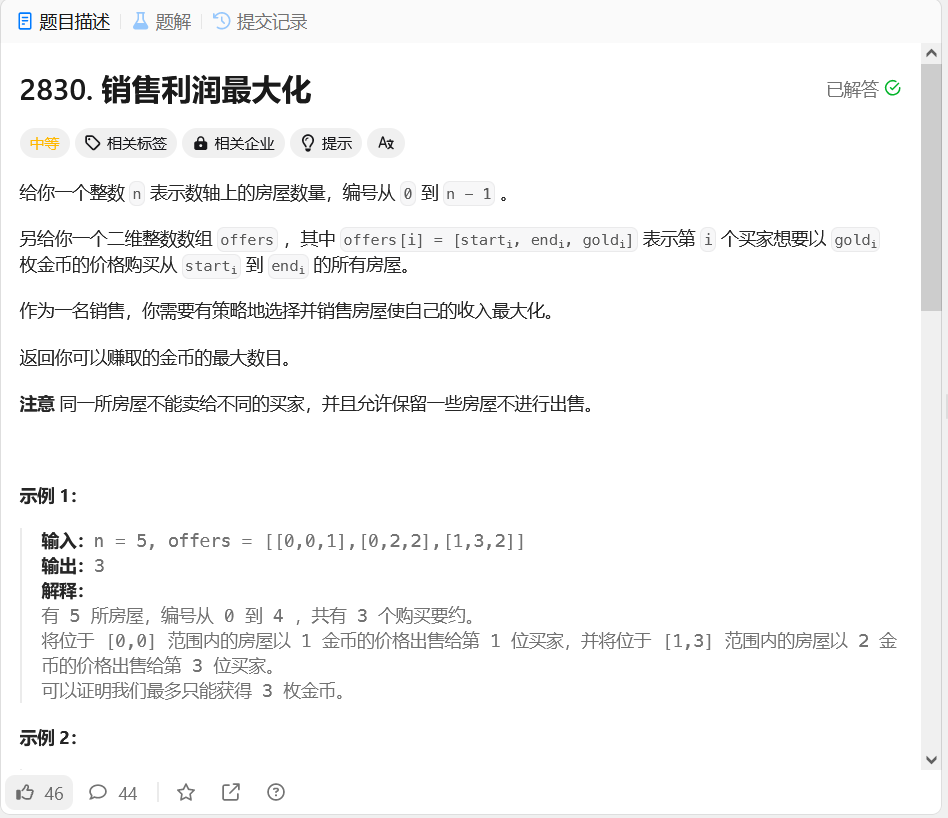 题目描述 题解 提交记录
2830. 销售利润最大化
已解答
中等 相关标签 相关企业 提示 Aあ
给你一个整数 n 表示数轴上的房屋数量，编号从 0 到 n - 1 。
另给你一个二维整数数组 offers ，其中 offers[i] = [starti, endi, goldi] 表示第 i 个买家想要以 goldi
枚金币的价格购买从 starti 到 endi 的所有房屋。
作为一名销售，你需要有策略地选择并销售房屋使自己的收入最大化。
返回你可以赚取的金币的最大数目。
注意 同一所房屋不能卖给不同的买家，并且允许保留一些房屋不进行出售。
示例 1：
输入：n = 5, offers = [[0,0,1],[0,2,2],[1,3,2]]
输出：3
解释：
有 5 所房屋，编号从 0 到 4 ，共有 3 个购买要约。
将位于 [0,0] 范围内的房屋以 1 金币的价格出售给第 1 位买家，并将位于 [1,3] 范围内的房屋以 2 金
币的价格出售给第 3 位买家。
可以证明我们最多只能获得 3 枚金币。
示例 2：
46 44